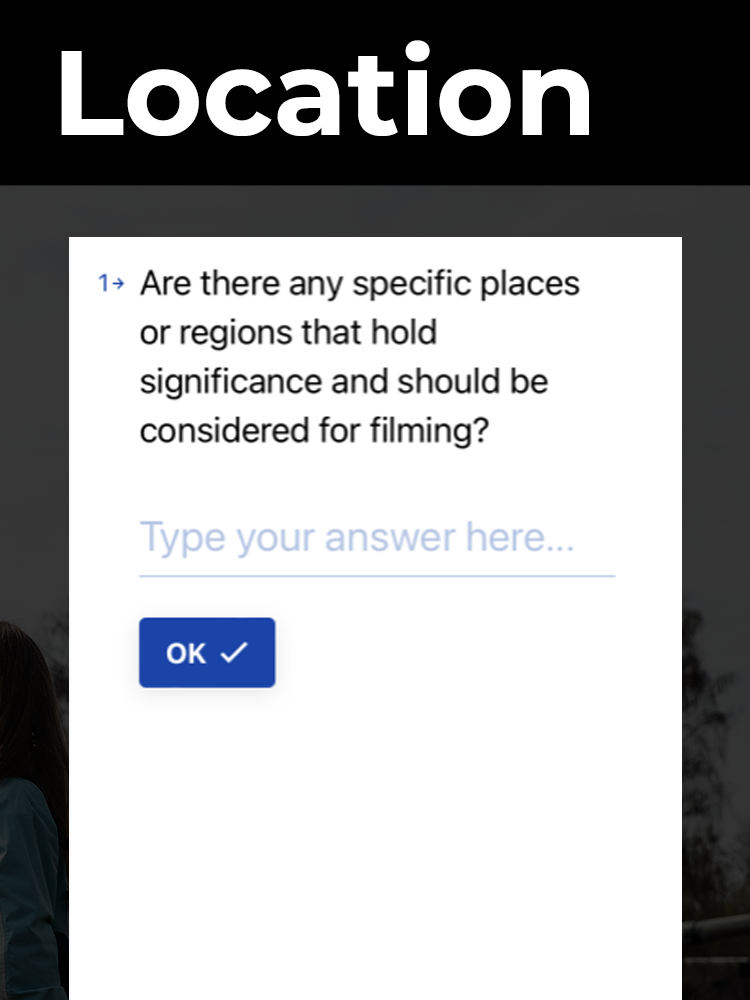 Location
1→ Are there any specific places
or regions that hold
significance and should be
considered for filming?
Type your answer here...
OK ✓